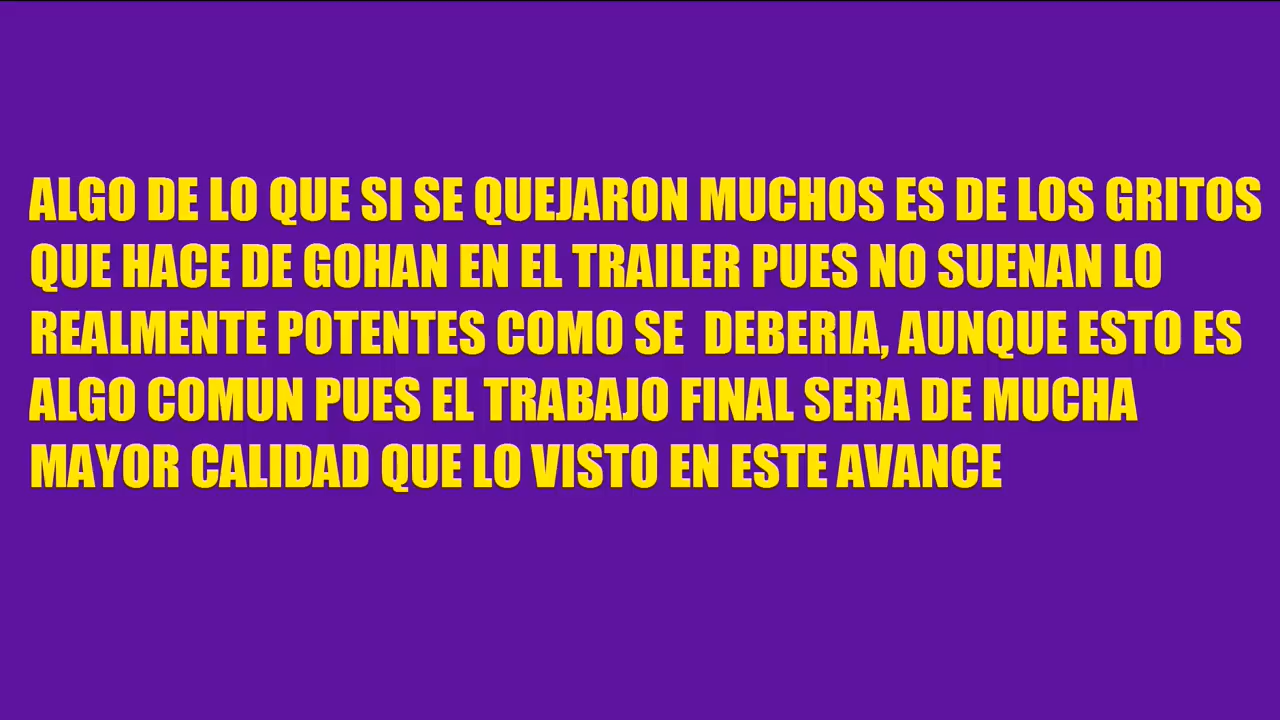 ALGO DE LO QUE SI SE QUEJARON MUCHOS ES DE LOS GRITOS
QUE HACE DE GOHAN EN EL TRAILER PUES NO SUENAN LO
REALMENTE POTENTES COMO SE  DEBERIA, AUNQUE ESTO ES
ALGO COMUN PUES EL TRABAJO FINAL SERA DE MUCHA
MAYOR CALIDAD QUE LO VISTO EN ESTE AVANCE